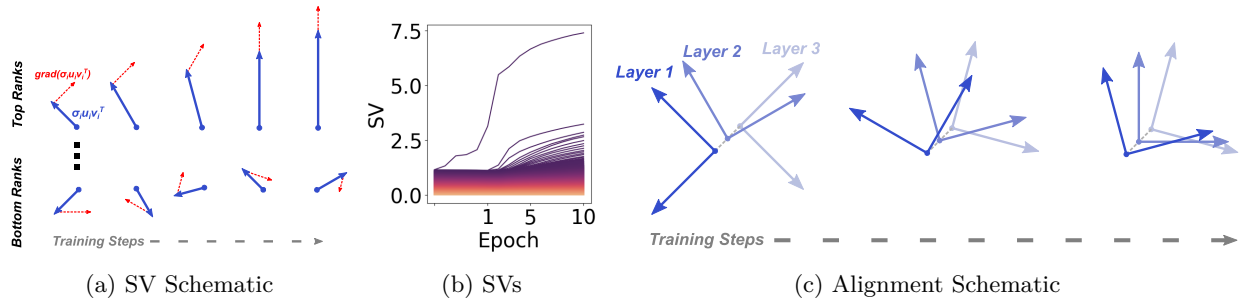 Top Ranks
grad(σᵢuᵢvᵢᵀ)
σᵢuᵢvᵢᵀ
Bottom Ranks
Training Steps
(a) SV Schematic
SV
7.5
5.0
2.5
0.0
1 5 10
Epoch
(b) SVs
Layer 1
Layer 2
Layer 3
Training Steps
(c) Alignment Schematic